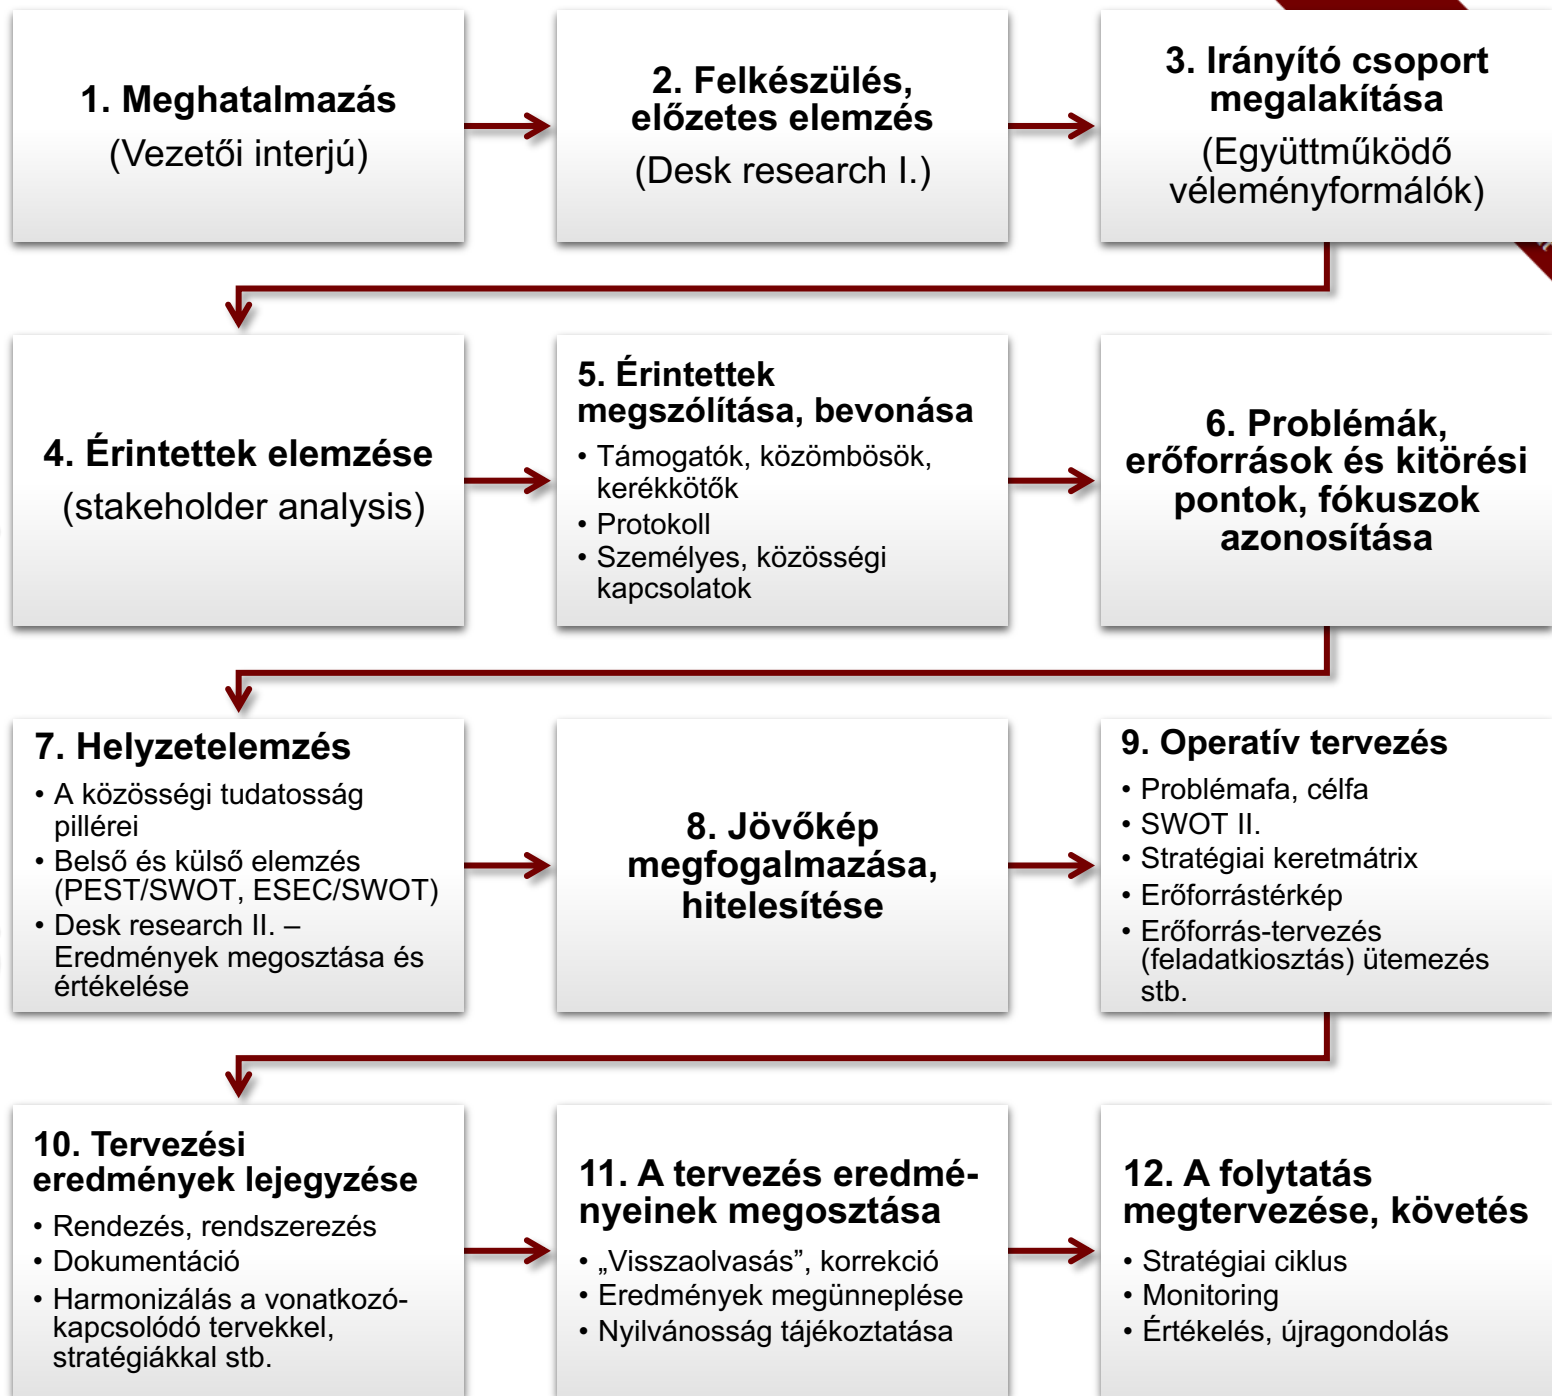 1. Meghatalmazás
(Vezetői interjú)
2. Felkészülés,
előzetes elemzés
(Desk research I.)
3. Irányító csoport
megalakítása
(Együttműködő
véleményformálók)
4. Érintettek elemzése
(stakeholder analysis)
5. Érintettek
megszólítása, bevonása
• Támogatók, közömbösök,
kerékkötők
• Protokoll
• Személyes, közösségi
kapcsolatok
6. Problémák,
erőforrások és kitörési
pontok, fókuszok
azonosítása
7. Helyzetelemzés
• A közösségi tudatosság
pillérei
• Belső és külső elemzés
(PEST/SWOT, ESEC/SWOT)
• Desk research II. –
Eredmények megosztása és
értékelése
8. Jövőkép
megfogalmazása,
hitelesítése
9. Operatív tervezés
• Problémafa, célfa
• SWOT II.
• Stratégiai keretmátrix
• Erőforrástérkép
• Erőforrás-tervezés
(feladatkiosztás) ütemezés
stb.
10. Tervezési
eredmények lejegyzése
• Rendezés, rendszerezés
• Dokumentáció
• Harmonizálás a vonatkozó-
kapcsolódó tervekkel,
stratégiákkal stb.
11. A tervezés eredmé-
nyeinek megosztása
• „Visszaolvasás”, korrekció
• Eredmények megünneplése
• Nyilvánosság tájékoztatása
12. A folytatás
megtervezése, követés
• Stratégiai ciklus
• Monitoring
• Értékelés, újragondolás